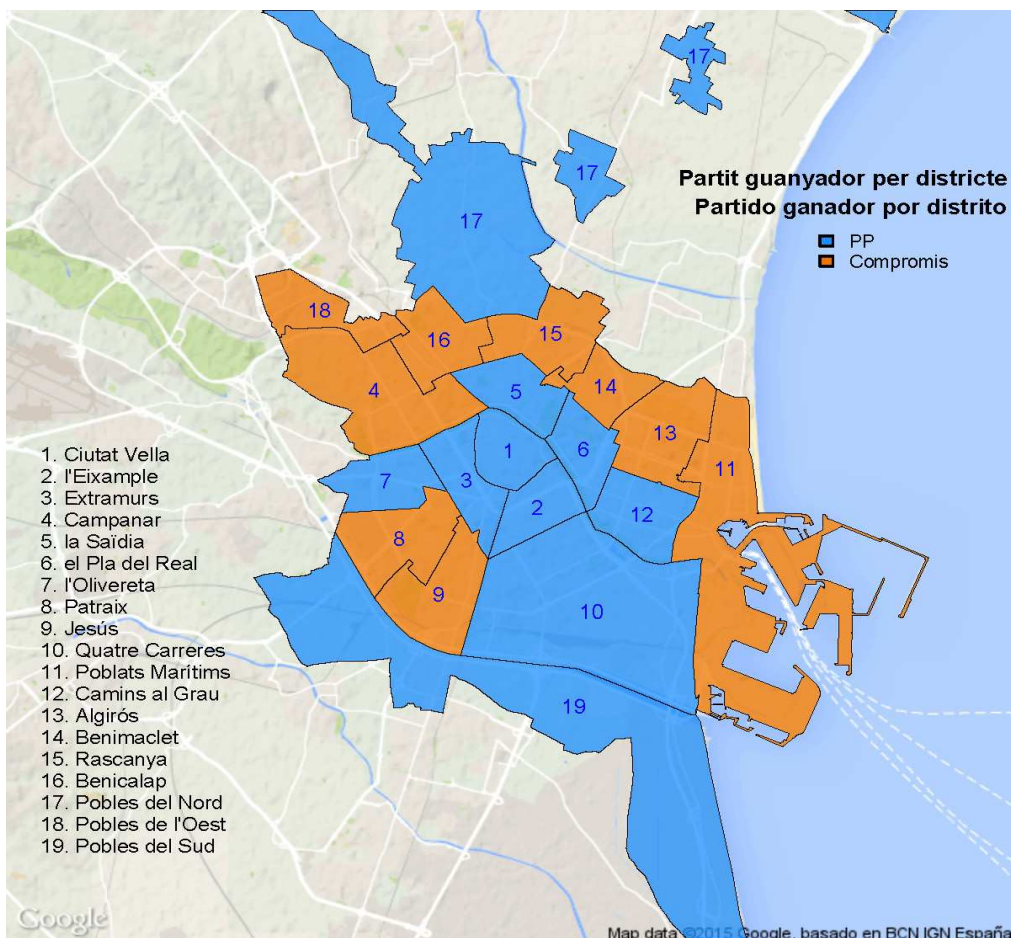 17
17
Partit guanyador per districte
Partido ganador por distrito
17
PP
Compromis
18
16
15
4
5
14
13
1
6
11
7
3
2
12
8
9
10
19
1. Ciutat Vella
2. l'Eixample
3. Extramurs
4. Campanar
5. la Saïdia
6. el Pla del Real
7. l'Olivereta
8. Patraix
9. Jesús
10. Quatre Carreres
11. Poblats Marítims
12. Camins al Grau
13. Algirós
14. Benimaclet
15. Rascanya
16. Benicalap
17. Pobles del Nord
18. Pobles de l'Oest
19. Pobles del Sud
Google
Map data ©2015 Google, basado en BCN IGN España